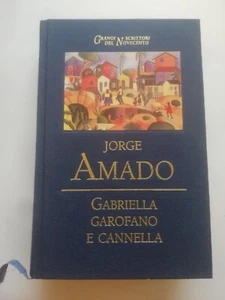 GRANDI SCRITTORI
DEL NOVECENTO
JORGE
AMADO
GABRIELLA
GAROFANO
E CANNELLA